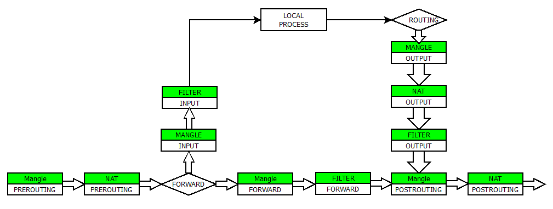 LOCAL
PROCESS
ROUTING
MANGLE
OUTPUT
FILTER
INPUT
NAT
OUTPUT
MANGLE
INPUT
FILTER
OUTPUT
Mangle
PREROUTING
NAT
PREROUTING
FORWARD
Mangle
FORWARD
FILTER
FORWARD
Mangle
POSTROUTING
NAT
POSTROUTING